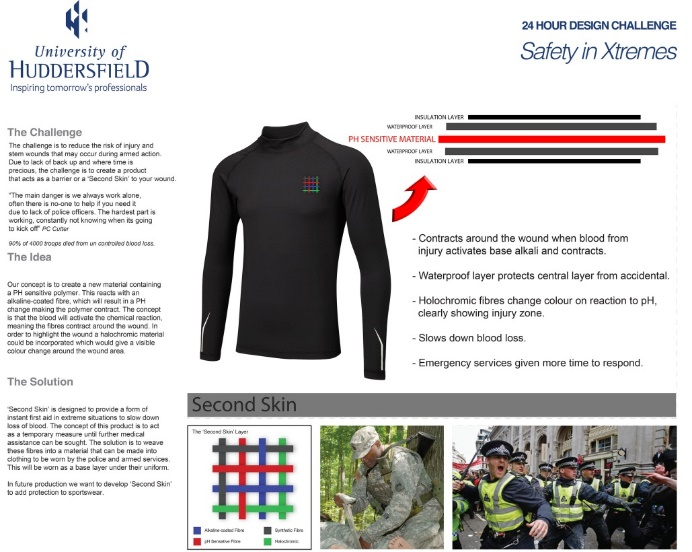 University of
HUDDERSFIELD
Inspiring tomorrow's professionals
24 HOUR DESIGN CHALLENGE
Safety in Xtremes
The Challenge
The challenge is to reduce the risk of injury and
stem wounds that may occur during armed action.
Due to lack of back up and where time is
precious, the challenge is to create a product
that acts as a barrier or a 'Second Skin' to your wound.
"The main danger is we always work alone,
often there is no-one to help if you need it
due to lack of police officers. The hardest part is
working, constantly not knowing when its going
to kick off" PC Cutter
90% of 4000 troops died from un controlled blood loss.
The Idea
Our concept is to create a new material containing
a PH sensitive polymer. This reacts with an
alkaline-coated fibre, which will result in a PH
change making the polymer contract. The concept
is that the blood will activate the chemical reaction,
meaning the fibres contract around the wound. In
order to highlight the wound a halochromic material
could be incorporated which would give a visible
colour change around the wound area.
The Solution
'Second Skin' is designed to provide a form of
instant first aid in extreme situations to slow down
loss of blood. The concept of this product is to act
as a temporary measure until further medical
assistance can be sought. The solution is to weave
these fibres into a material that can be made into
clothing to be worn by the police and armed services.
This will be worn as a base layer under their uniform.
In future production we want to develop 'Second Skin'
to add protection to sportswear.
INSULATION LAYER
WATERPROOF LAYER
PH SENSITIVE MATERIAL
WATERPROOF LAYER
INSULATION LAYER
- Contracts around the wound when blood from
injury activates base alkali and contracts.
- Waterproof layer protects central layer from accidental.
- Holochromic fibres change colour on reaction to pH,
clearly showing injury zone.
- Slows down blood loss.
- Emergency services given more time to respond.
Second Skin
The 'Second Skin' Layer
Alkaline-coated Fibre
Synthetic Fibre
pH Sensitive Fibre